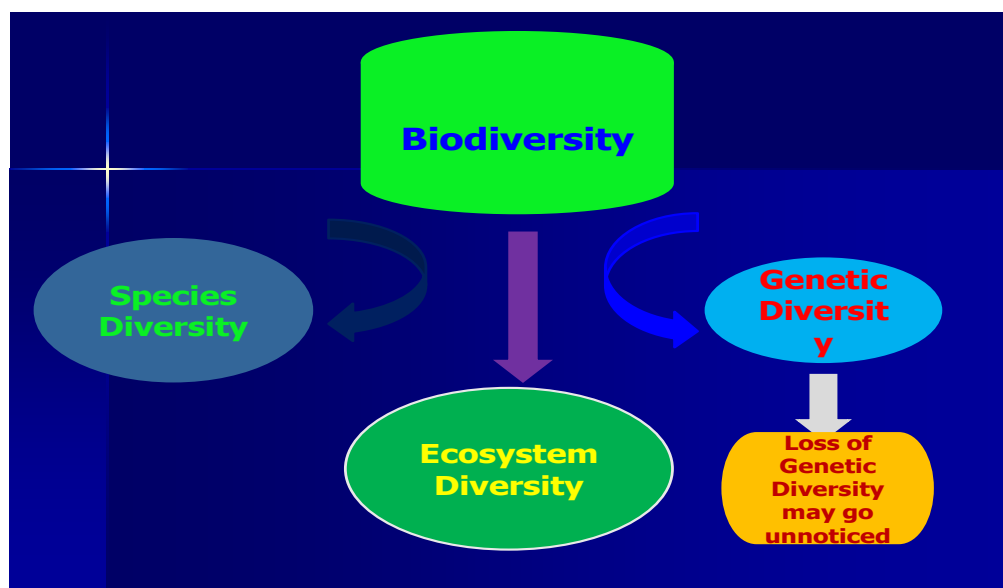 Biodiversity
Species
Diversity
Genetic
Diversit
y
Ecosystem
Diversity
Loss of
Genetic
Diversity
may go
unnoticed